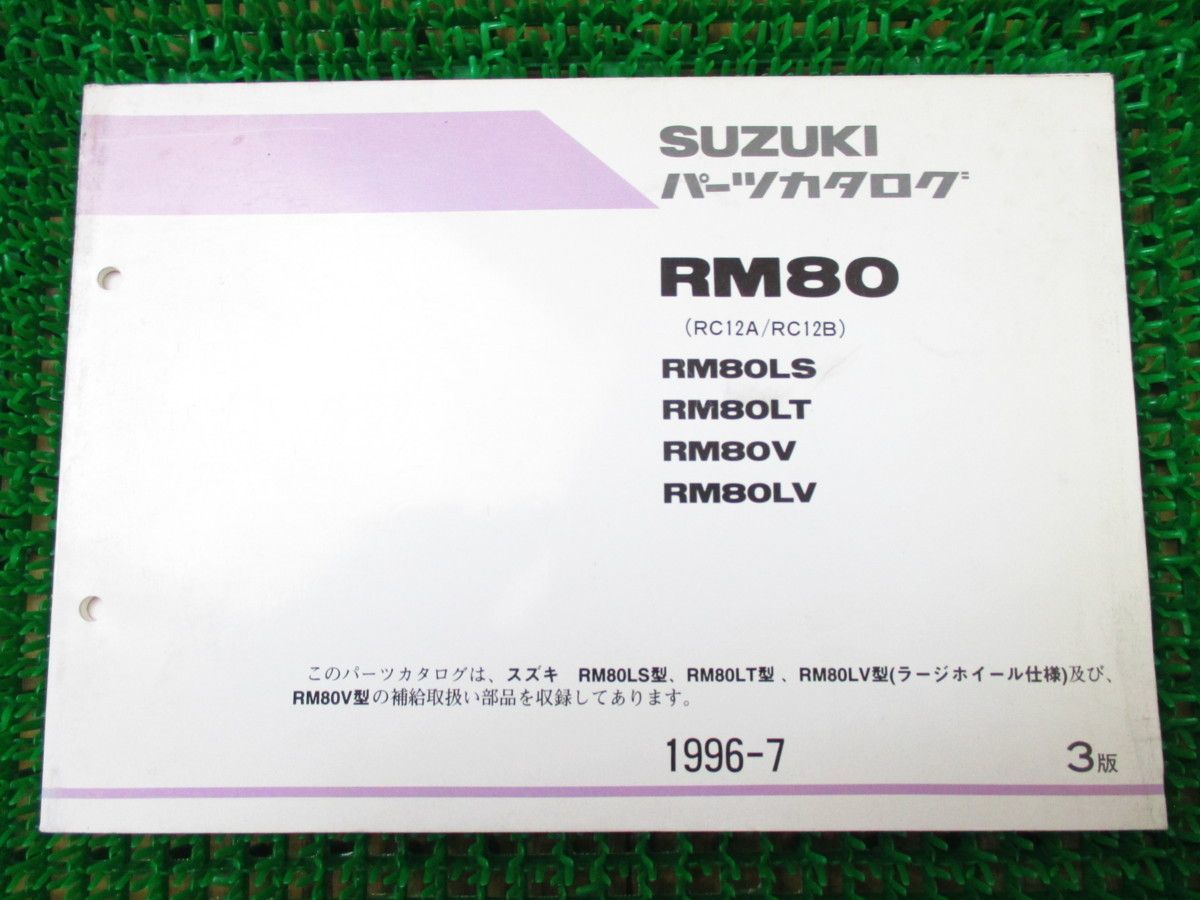 SUZUKI
パーツカタログ
RM80
(RC12A/RC12B)
RM80LS
RM80LT
RM80V
RM80LV
このパーツカタログは、スズキ RM80LS型、RM80LT型、RM80LV型(ラージホイール仕様)及び、
RM80V型の補給取扱い部品を収録してあります。
1996-7 3版